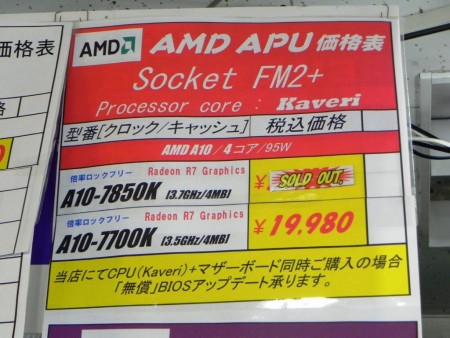 価格表
AMD AMD APU 価格表
Socket FM2+
Processor core : Kaveri
型番[クロック/キャッシュ] 税込価格
AMD A10 / 4コア/95W
倍率ロックフリー Radeon R7 Graphics
A10-7850K [3.7GHz/4MB] ¥ SOLD OUT.
倍率ロックフリー Radeon R7 Graphics
A10-7700K [3.5GHz/4MB] ¥19.980
当店にてCPU(Kaveri)+マザーボード同時ご購入の場合
「無償」BIOSアップデート承ります。